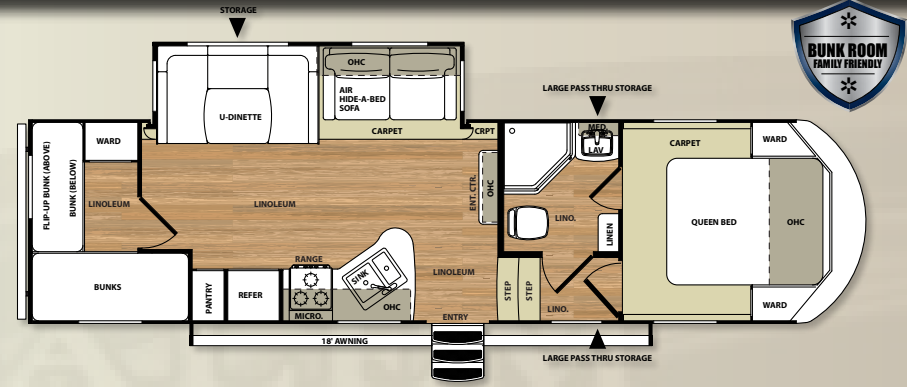 STORAGE
BUNK ROOM
FAMILY FRIENDLY
OHC
AIR
HIDE-A-BED
SOFA
U-DINETTE
LARGE PASS THRU STORAGE
CARPET
CRPT
MED.
LAV
WARD
FLIP-UP BUNK (ABOVE)
BUNK (BELOW)
LINOLEUM
LINOLEUM
ENT. CTR.
OHC
LINO.
LINEN
CARPET
WARD
QUEEN BED
OHC
WARD
BUNKS
PANTRY
REFER
RANGE
MICRO.
SINK
OHC
LINOLEUM
ENTRY
STEP
STEP
LINO.
18' AWNING
LARGE PASS THRU STORAGE